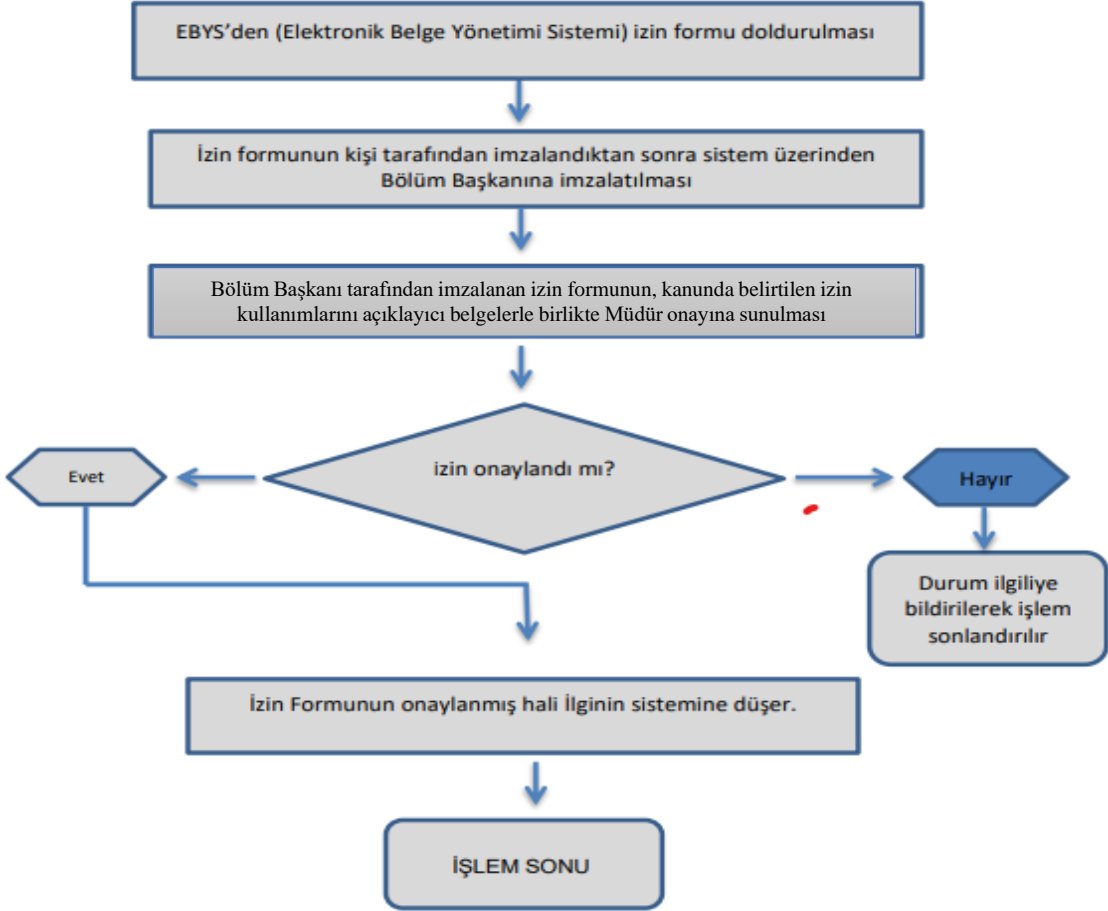 EBYS’den (Elektronik Belge Yönetimi Sistemi) izin formu doldurulması
İzin formunun kişi tarafından imzalandıktan sonra sistem üzerinden
Bölüm Başkanına imzalatılması
Bölüm Başkanı tarafından imzalanan izin formunun, kanunda belirtilen izin
kullanımlarını açıklayıcı belgelerle birlikte Müdür onayına sunulması
izin onaylandı mı?
Evet
Hayır
Durum ilgiliye
bildirilerek işlem
sonlandırılır
İzin Formunun onaylanmış hali İlginin sistemine düşer.
İŞLEM SONU